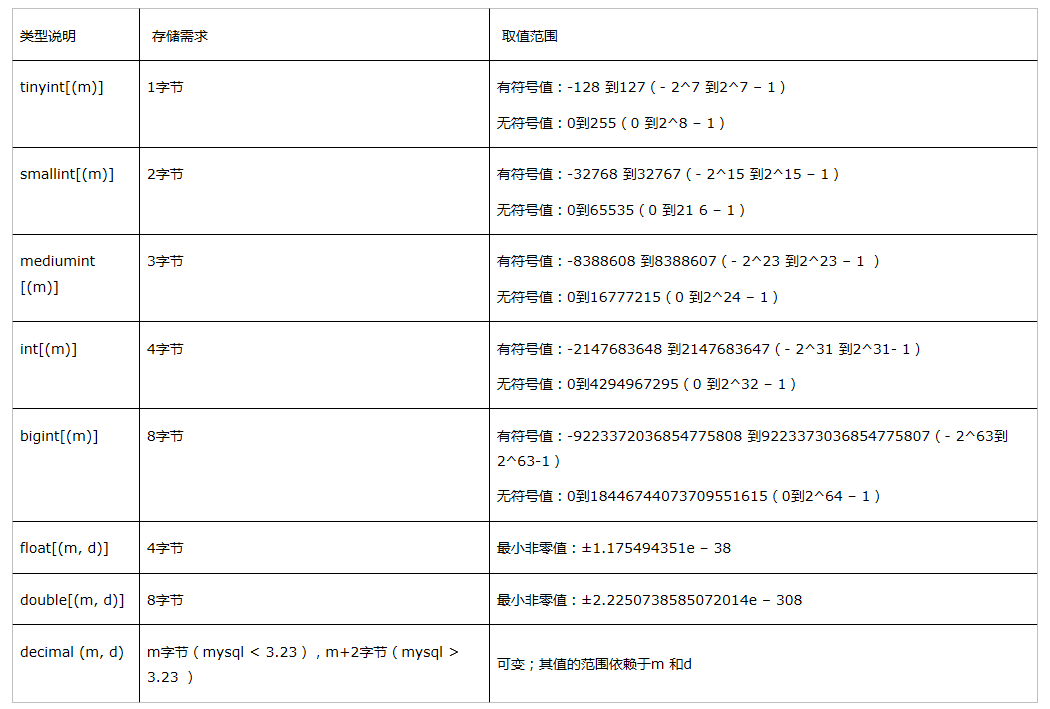 类型说明 存储需求 取值范围
tinyint[(m)] 1字节 有符号值：-128 到127（- 2^7 到2^7 – 1）
无符号值：0到255（0 到2^8 – 1）
smallint[(m)] 2字节 有符号值：-32768 到32767（- 2^15 到2^15 – 1）
无符号值：0到65535（0 到21 6 – 1）
mediumint 3字节 有符号值：-8388608 到8388607（- 2^23 到2^23 – 1 ）
[(m)]
无符号值：0到16777215（0 到2^24 – 1）
int[(m)] 4字节 有符号值：-2147683648 到2147683647（- 2^31 到2^31- 1）
无符号值：0到4294967295（0 到2^32 – 1）
bigint[(m)] 8字节 有符号值：-9223372036854775808 到9223373036854775807（- 2^63到
2^63-1）
无符号值：0到18446744073709551615（0到2^64 – 1）
float[(m, d)] 4字节 最小非零值：±1.175494351e – 38
double[(m, d)] 8字节 最小非零值：±2.2250738585072014e – 308
decimal (m, d) m字节（mysql < 3.23），m+2字节（mysql >
3.23 ）
可变；其值的范围依赖于m 和d